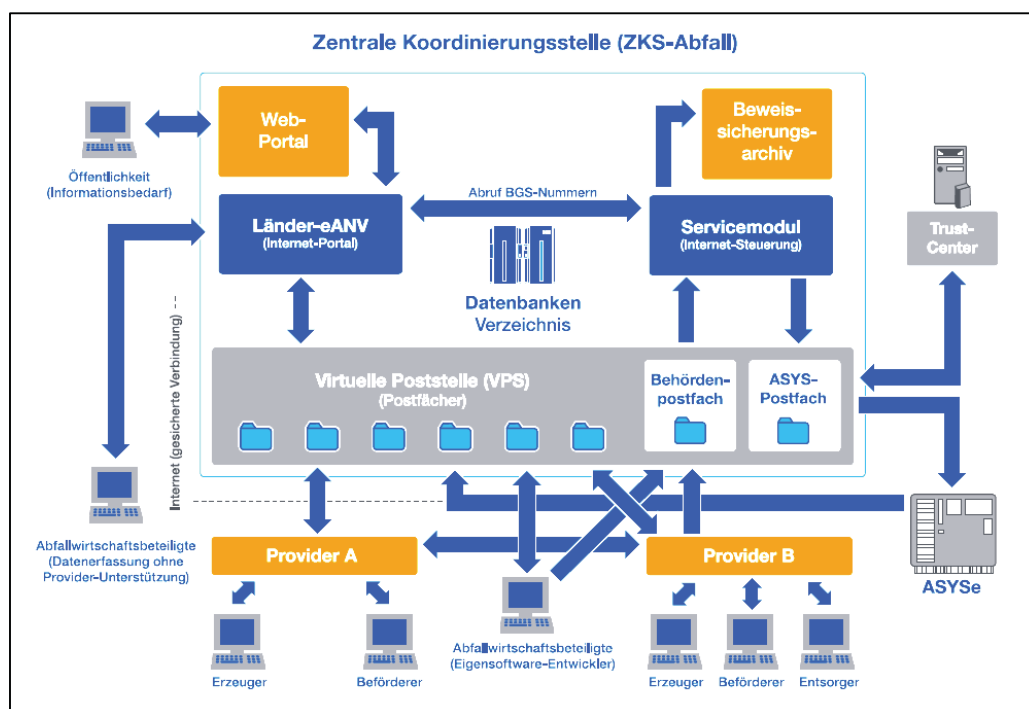 Zentrale Koordinierungsstelle (ZKS-Abfall)
Web-
Portal
Beweis-
sicherungs-
archiv
Öffentlichkeit
(Informationsbedarf)
Abruf BGS-Nummern
Länder-eANV
(Internet-Portal)
Servicemodul
(Internet-Steuerung)
Trust-
Center
Datenbanken
Verzeichnis
Internet (gesicherte Verbindung)
Virtuelle Poststelle (VPS)
(Postfächer)
Behörden-
postfach
ASYS-
Postfach
Abfallwirtschaftsbeteiligte
(Datenerfassung ohne
Provider-Unterstützung)
Provider A
Provider B
ASYSe
Abfallwirtschaftsbeteiligte
(Eigensoftware-Entwickler)
Erzeuger
Beförderer
Erzeuger
Beförderer
Entsorger